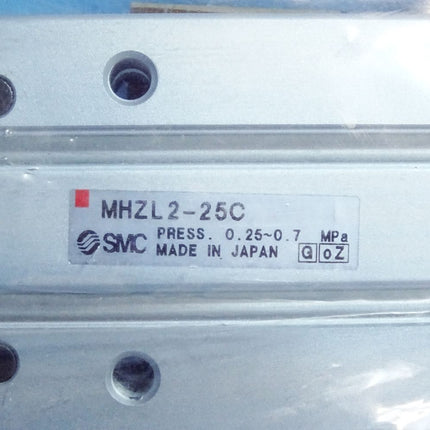 MHZL2-25C
SMC PRESS. 0.25~0.7 MPa
MADE IN JAPAN G oZ